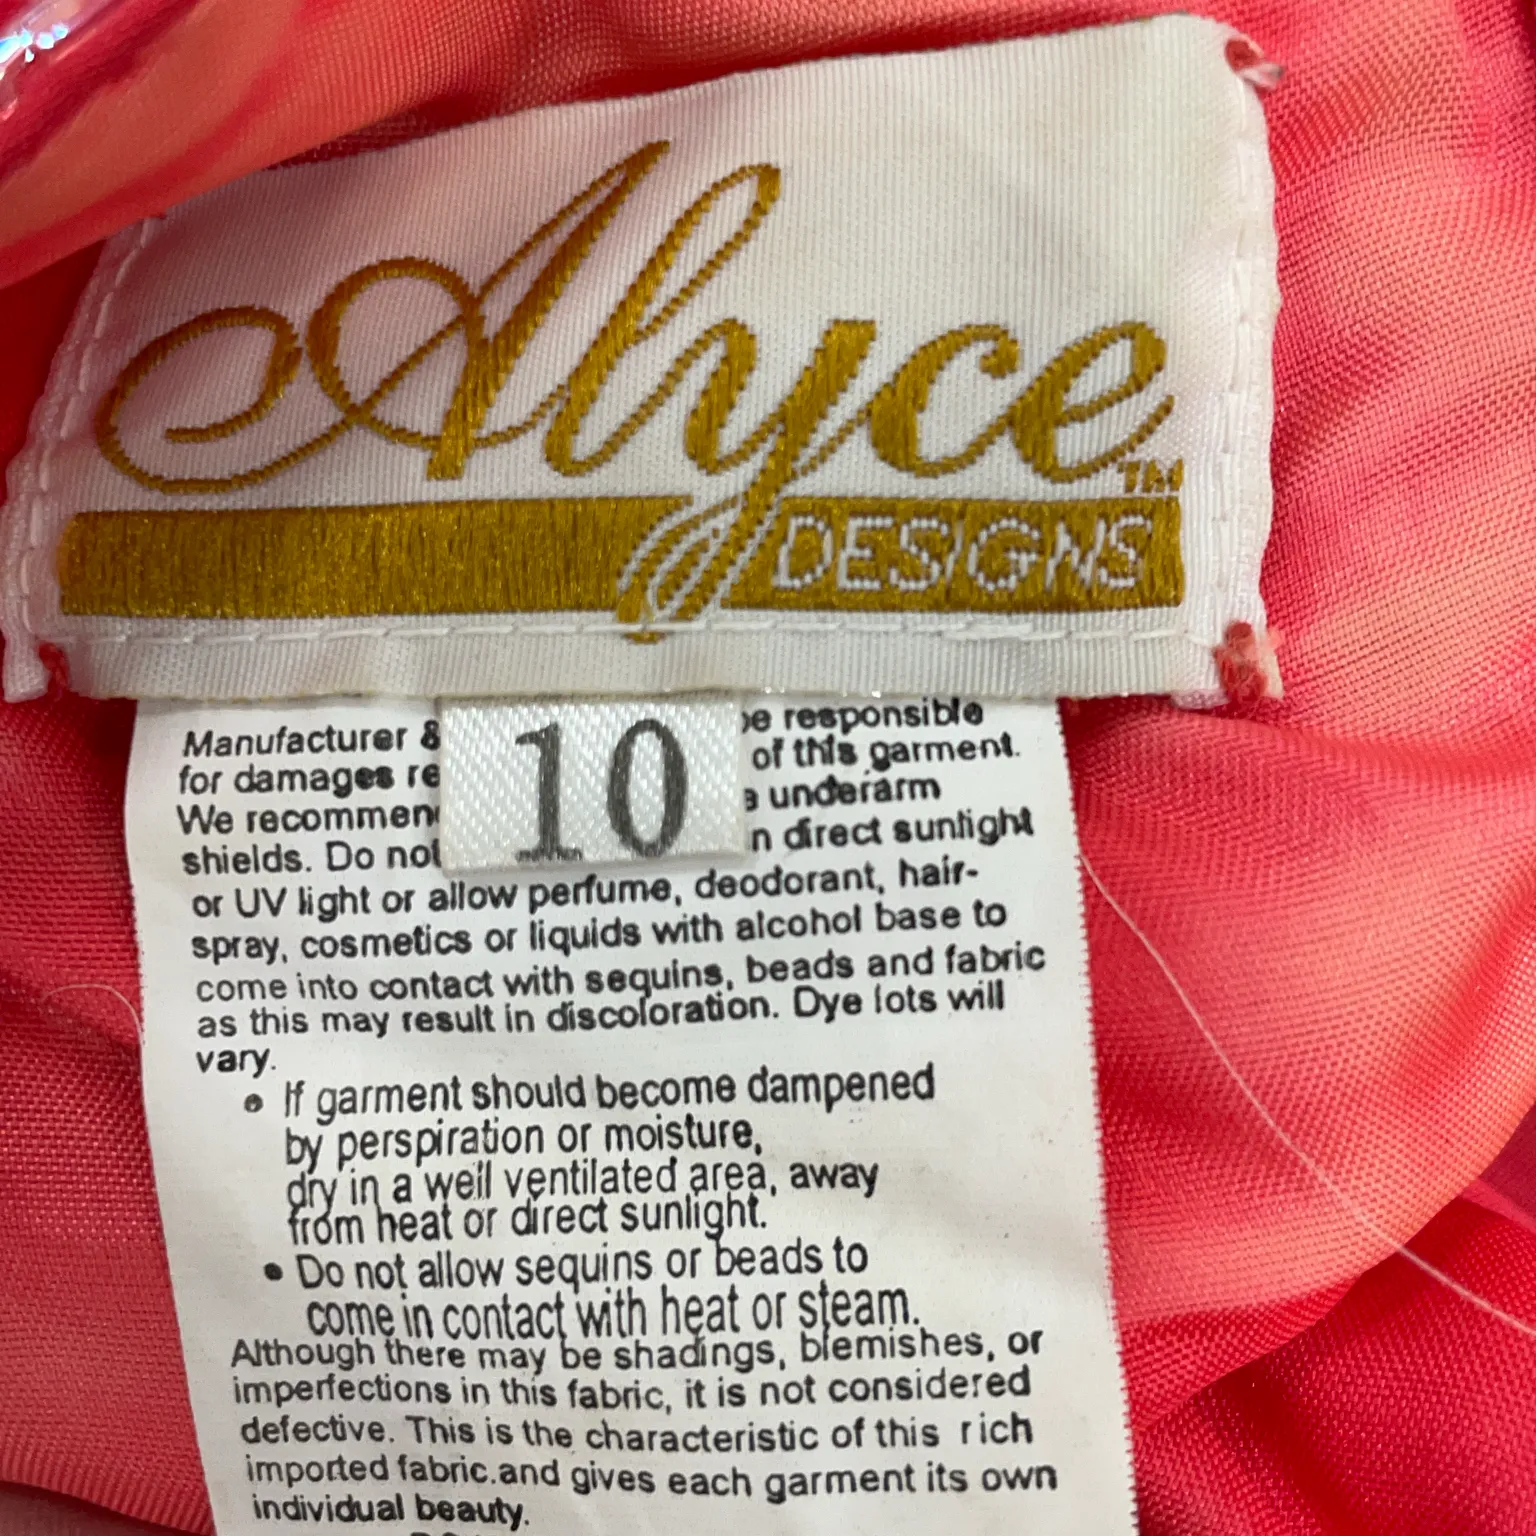 Alyce
TM
DESIGNS
10
Manufacturer & be responsible
for damages of this garment.
We recommen underarm
shields. Do not direct sunlight
or UV light or allow perfume, deodorant, hair-
spray, cosmetics or liquids with alcohol base to
come into contact with sequins, beads and fabric
as this may result in discoloration. Dye lots will
vary.
• If garment should become dampened
by perspiration or moisture,
dry in a well ventilated area, away
from heat or direct sunlight.
• Do not allow sequins or beads to
come in contact with heat or steam.
Although there may be shadings, blemishes, or
imperfections in this fabric, it is not considered
defective. This is the characteristic of this rich
imported fabric.and gives each garment its own
individual beauty.